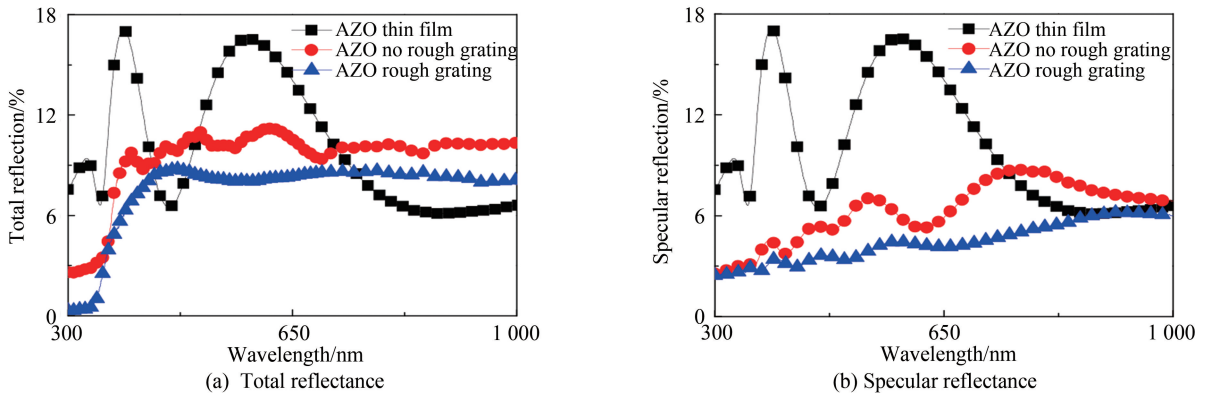 18
12
6
0
Total reflection/%
AZO thin film
AZO no rough grating
AZO rough grating
300
650
1 000
Wavelength/nm
(a) Total reflectance
18
12
6
0
Specular reflection/%
AZO thin film
AZO no rough grating
AZO rough grating
300
650
1 000
Wavelength/nm
(b) Specular reflectance